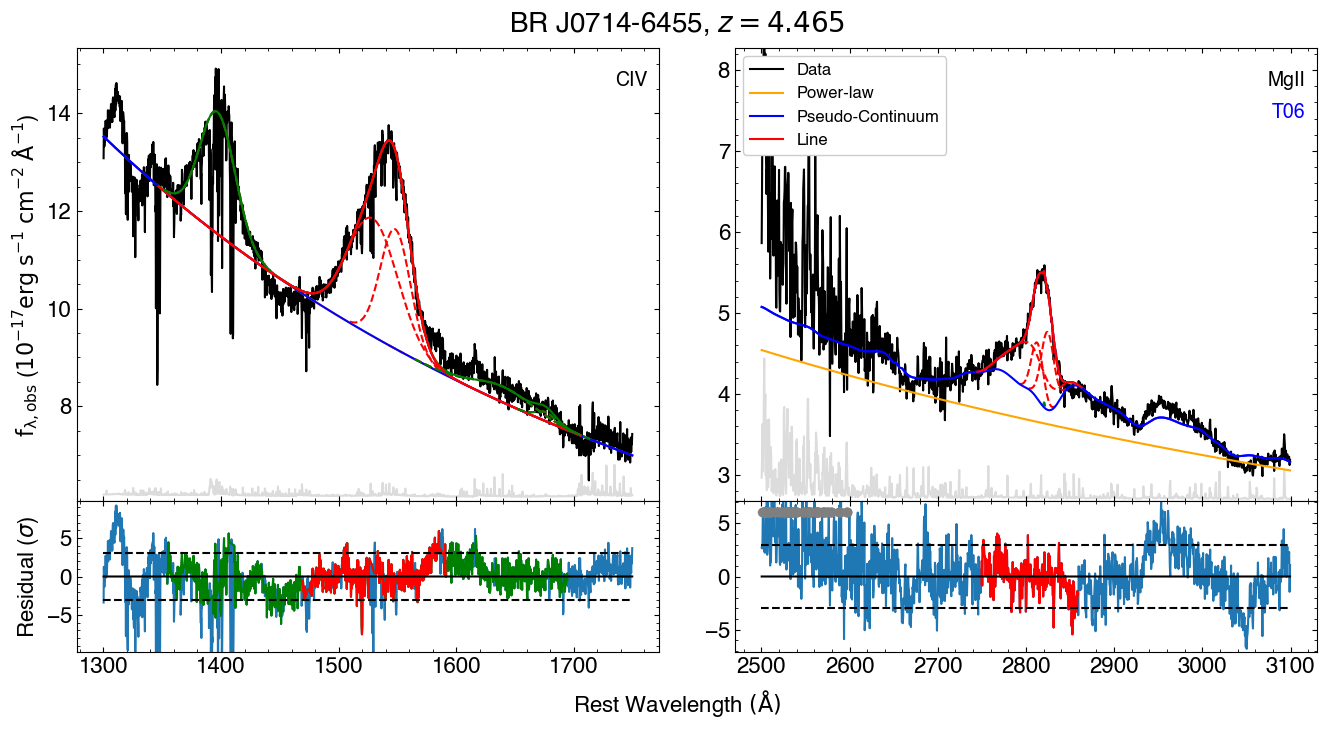 BR J0714-6455, z = 4.465
CIV
14
12
10
8
f_λ,obs (10⁻¹⁷erg s⁻¹ cm⁻² Å⁻¹)
Data
Power-law
Pseudo-Continuum
Line
MgII
T06
8
7
6
5
4
3
Residual (σ)
5
0
−5
1300 1400 1500 1600 1700
5
0
−5
2500 2600 2700 2800 2900 3000 3100
Rest Wavelength (Å)